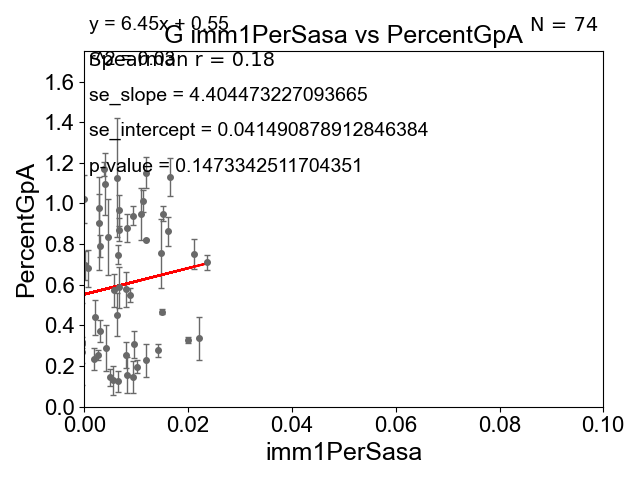 y = 6.45x + 0.55
N = 74
G imm1PerSasa vs PercentGpA
Spearman r = 0.18
se_slope = 4.404473227093665
se_intercept = 0.041490878912846384
p-value = 0.1473342511704351
PercentGpA
1.6
1.4
1.2
1.0
0.8
0.6
0.4
0.2
0.0
0.00 0.02 0.04 0.06 0.08 0.10
imm1PerSasa